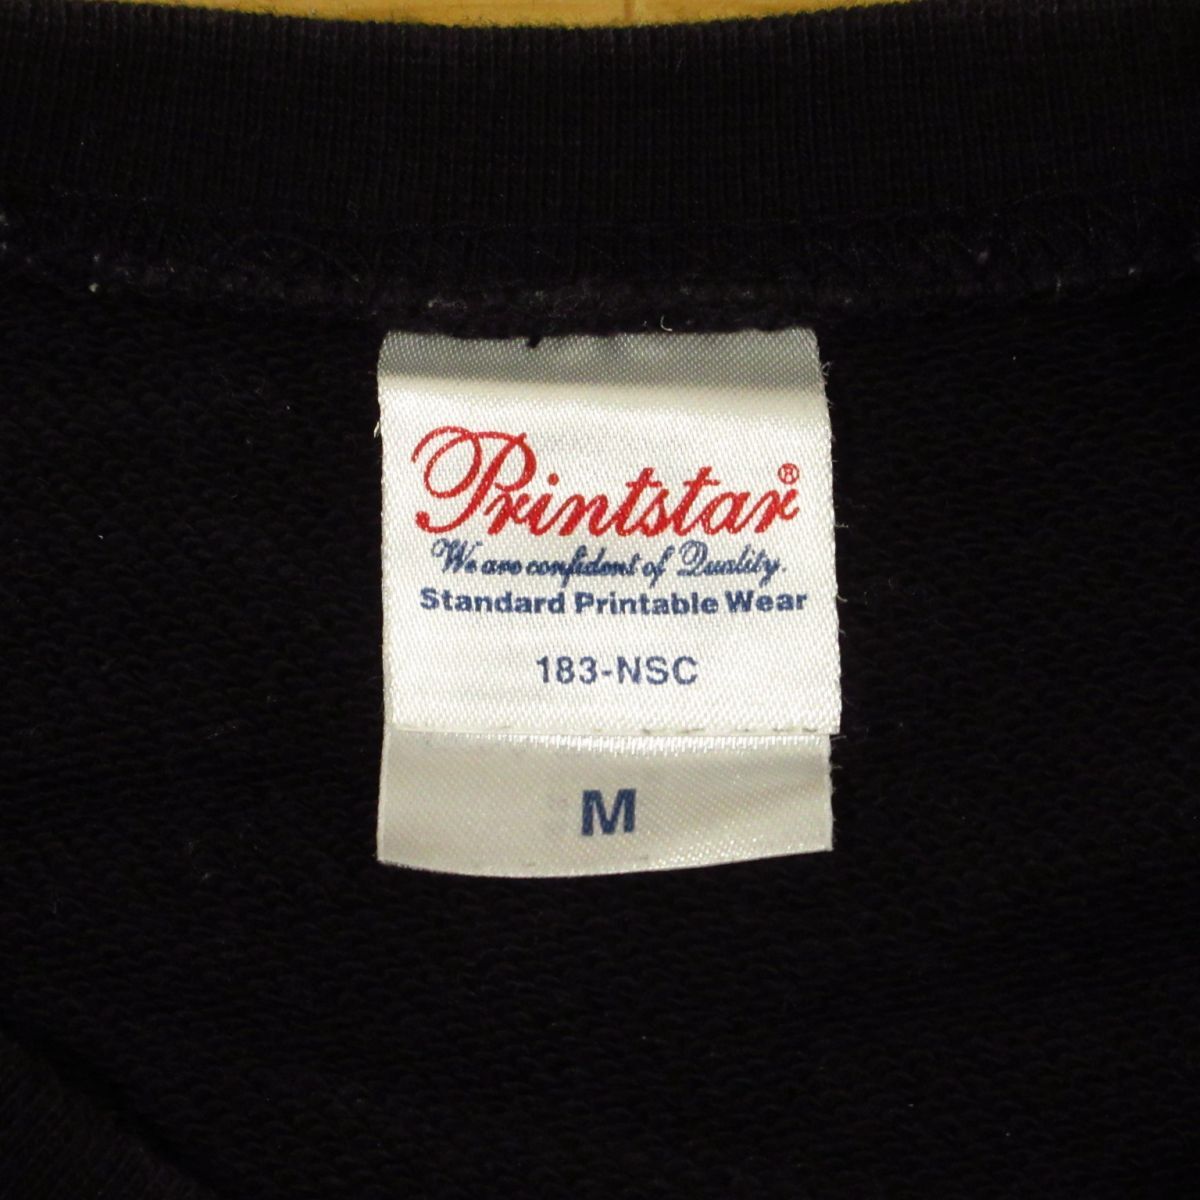 Printstar®
We are confident of Quality.
Standard Printable Wear
183-NSC
M